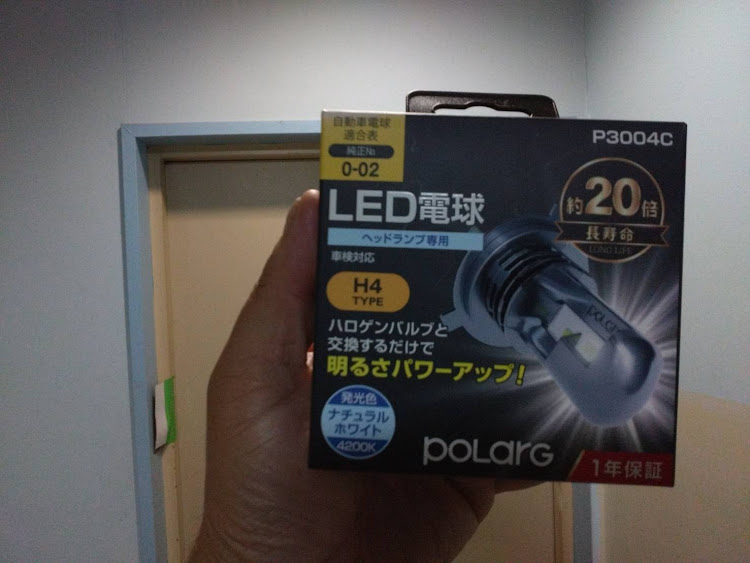 自動車電球
適合表
純正No
0-02
P3004C
LED電球
ヘッドランプ専用
車検対応
約20倍
長寿命
LONG LIFE
H4
TYPE
POLARG
ハロゲンバルブと
交換するだけで
明るさパワーアップ!
発光色
ナチュラル
ホワイト
4200K
POLARG
1年保証